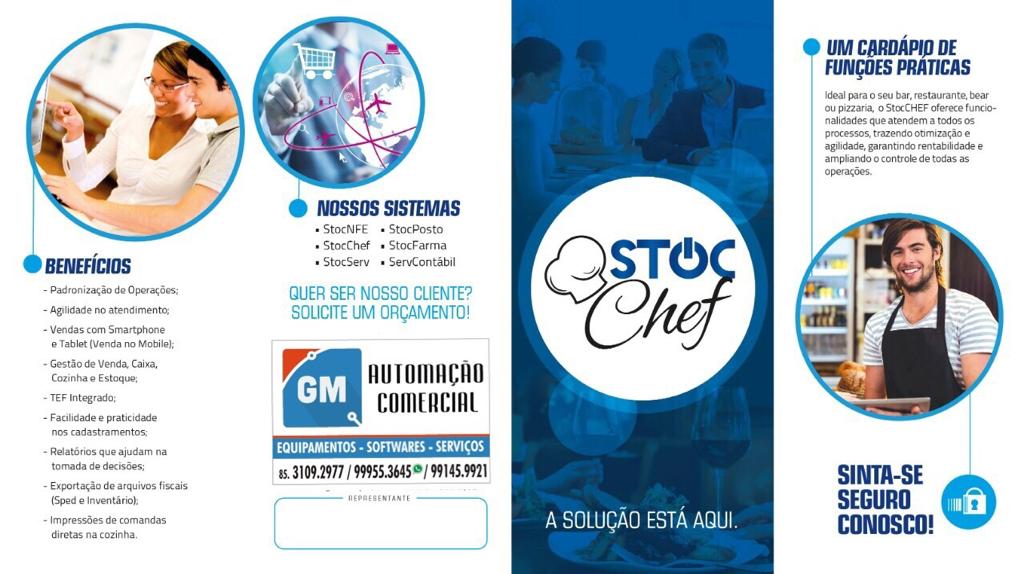 BENEFÍCIOS
- Padronização de Operações;
- Agilidade no atendimento;
- Vendas com Smartphone
e Tablet (Venda no Mobile);
- Gestão de Venda, Caixa,
Cozinha e Estoque;
- TEF Integrado;
- Facilidade e praticidade
nos cadastramentos;
- Relatórios que ajudam na
tomada de decisões;
- Exportação de arquivos fiscais
(Sped e Inventário);
- Impressões de comandas
diretas na cozinha.
NOSSOS SISTEMAS
▪ StocNFE ▪ StocPosto
▪ StocChef ▪ StocFarma
▪ StocServ ▪ ServContábil
QUER SER NOSSO CLIENTE?
SOLICITE UM ORÇAMENTO!
GM
AUTOMAÇÃO
COMERCIAL
EQUIPAMENTOS - SOFTWARES - SERVIÇOS
85. 3109.2977 / 99955.3645 / 99145.9921
REPRESENTANTE
STOC
Chef
A SOLUÇÃO ESTÁ AQUI.
UM CARDÁPIO DE
FUNÇÕES PRÁTICAS
Ideal para o seu bar, restaurante, bear
ou pizzaria, o StocCHEF oferece funcio-
nalidades que atendem a todos os
processos, trazendo otimização e
agilidade, garantindo rentabilidade e
ampliando o controle de todas as
operações.
SINTA-SE
SEGURO
CONOSCO!